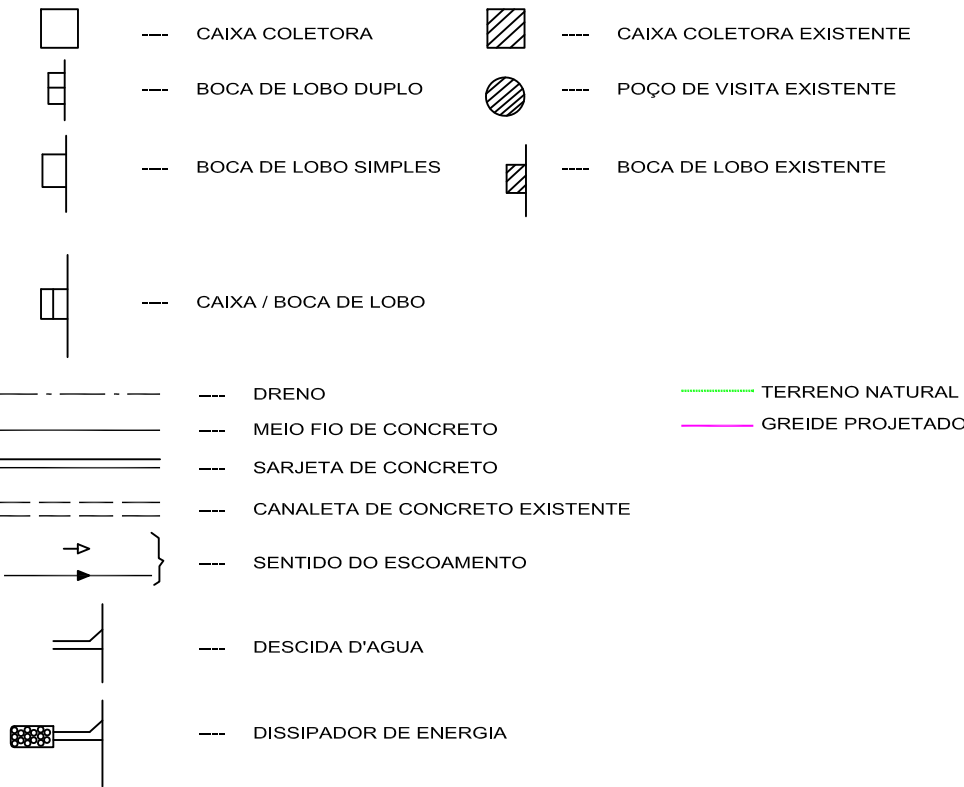 CAIXA COLETORA
CAIXA COLETORA EXISTENTE
BOCA DE LOBO DUPLO
POÇO DE VISITA EXISTENTE
BOCA DE LOBO SIMPLES
BOCA DE LOBO EXISTENTE
CAIXA / BOCA DE LOBO
DRENO
TERRENO NATURAL
MEIO FIO DE CONCRETO
GREIDE PROJETADO
SARJETA DE CONCRETO
CANALETA DE CONCRETO EXISTENTE
SENTIDO DO ESCOAMENTO
DESCIDA D'AGUA
DISSIPADOR DE ENERGIA